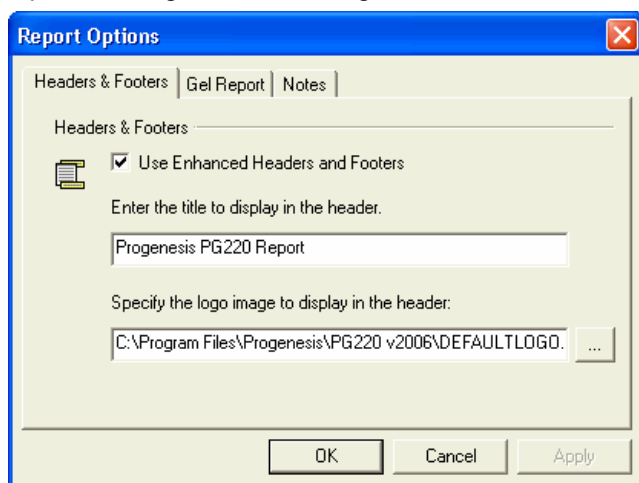 Report Options
Headers & Footers Gel Report Notes
Headers & Footers
Use Enhanced Headers and Footers
Enter the title to display in the header.
Progenesis PG220 Report
Specify the logo image to display in the header:
C:\Program Files\Progenesis\PG220 v2006\DEFAULTLOGO. ...
OK Cancel Apply